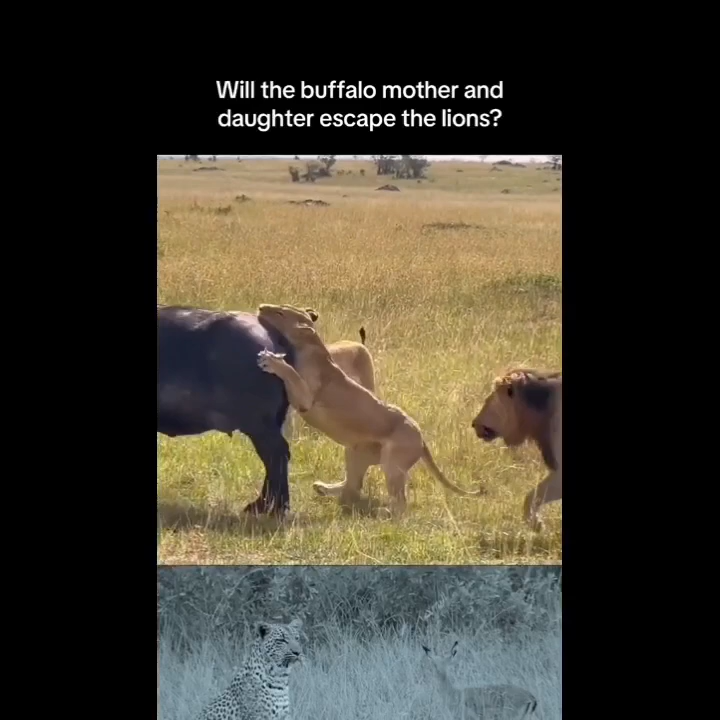 Will the buffalo mother and
daughter escape the lions?